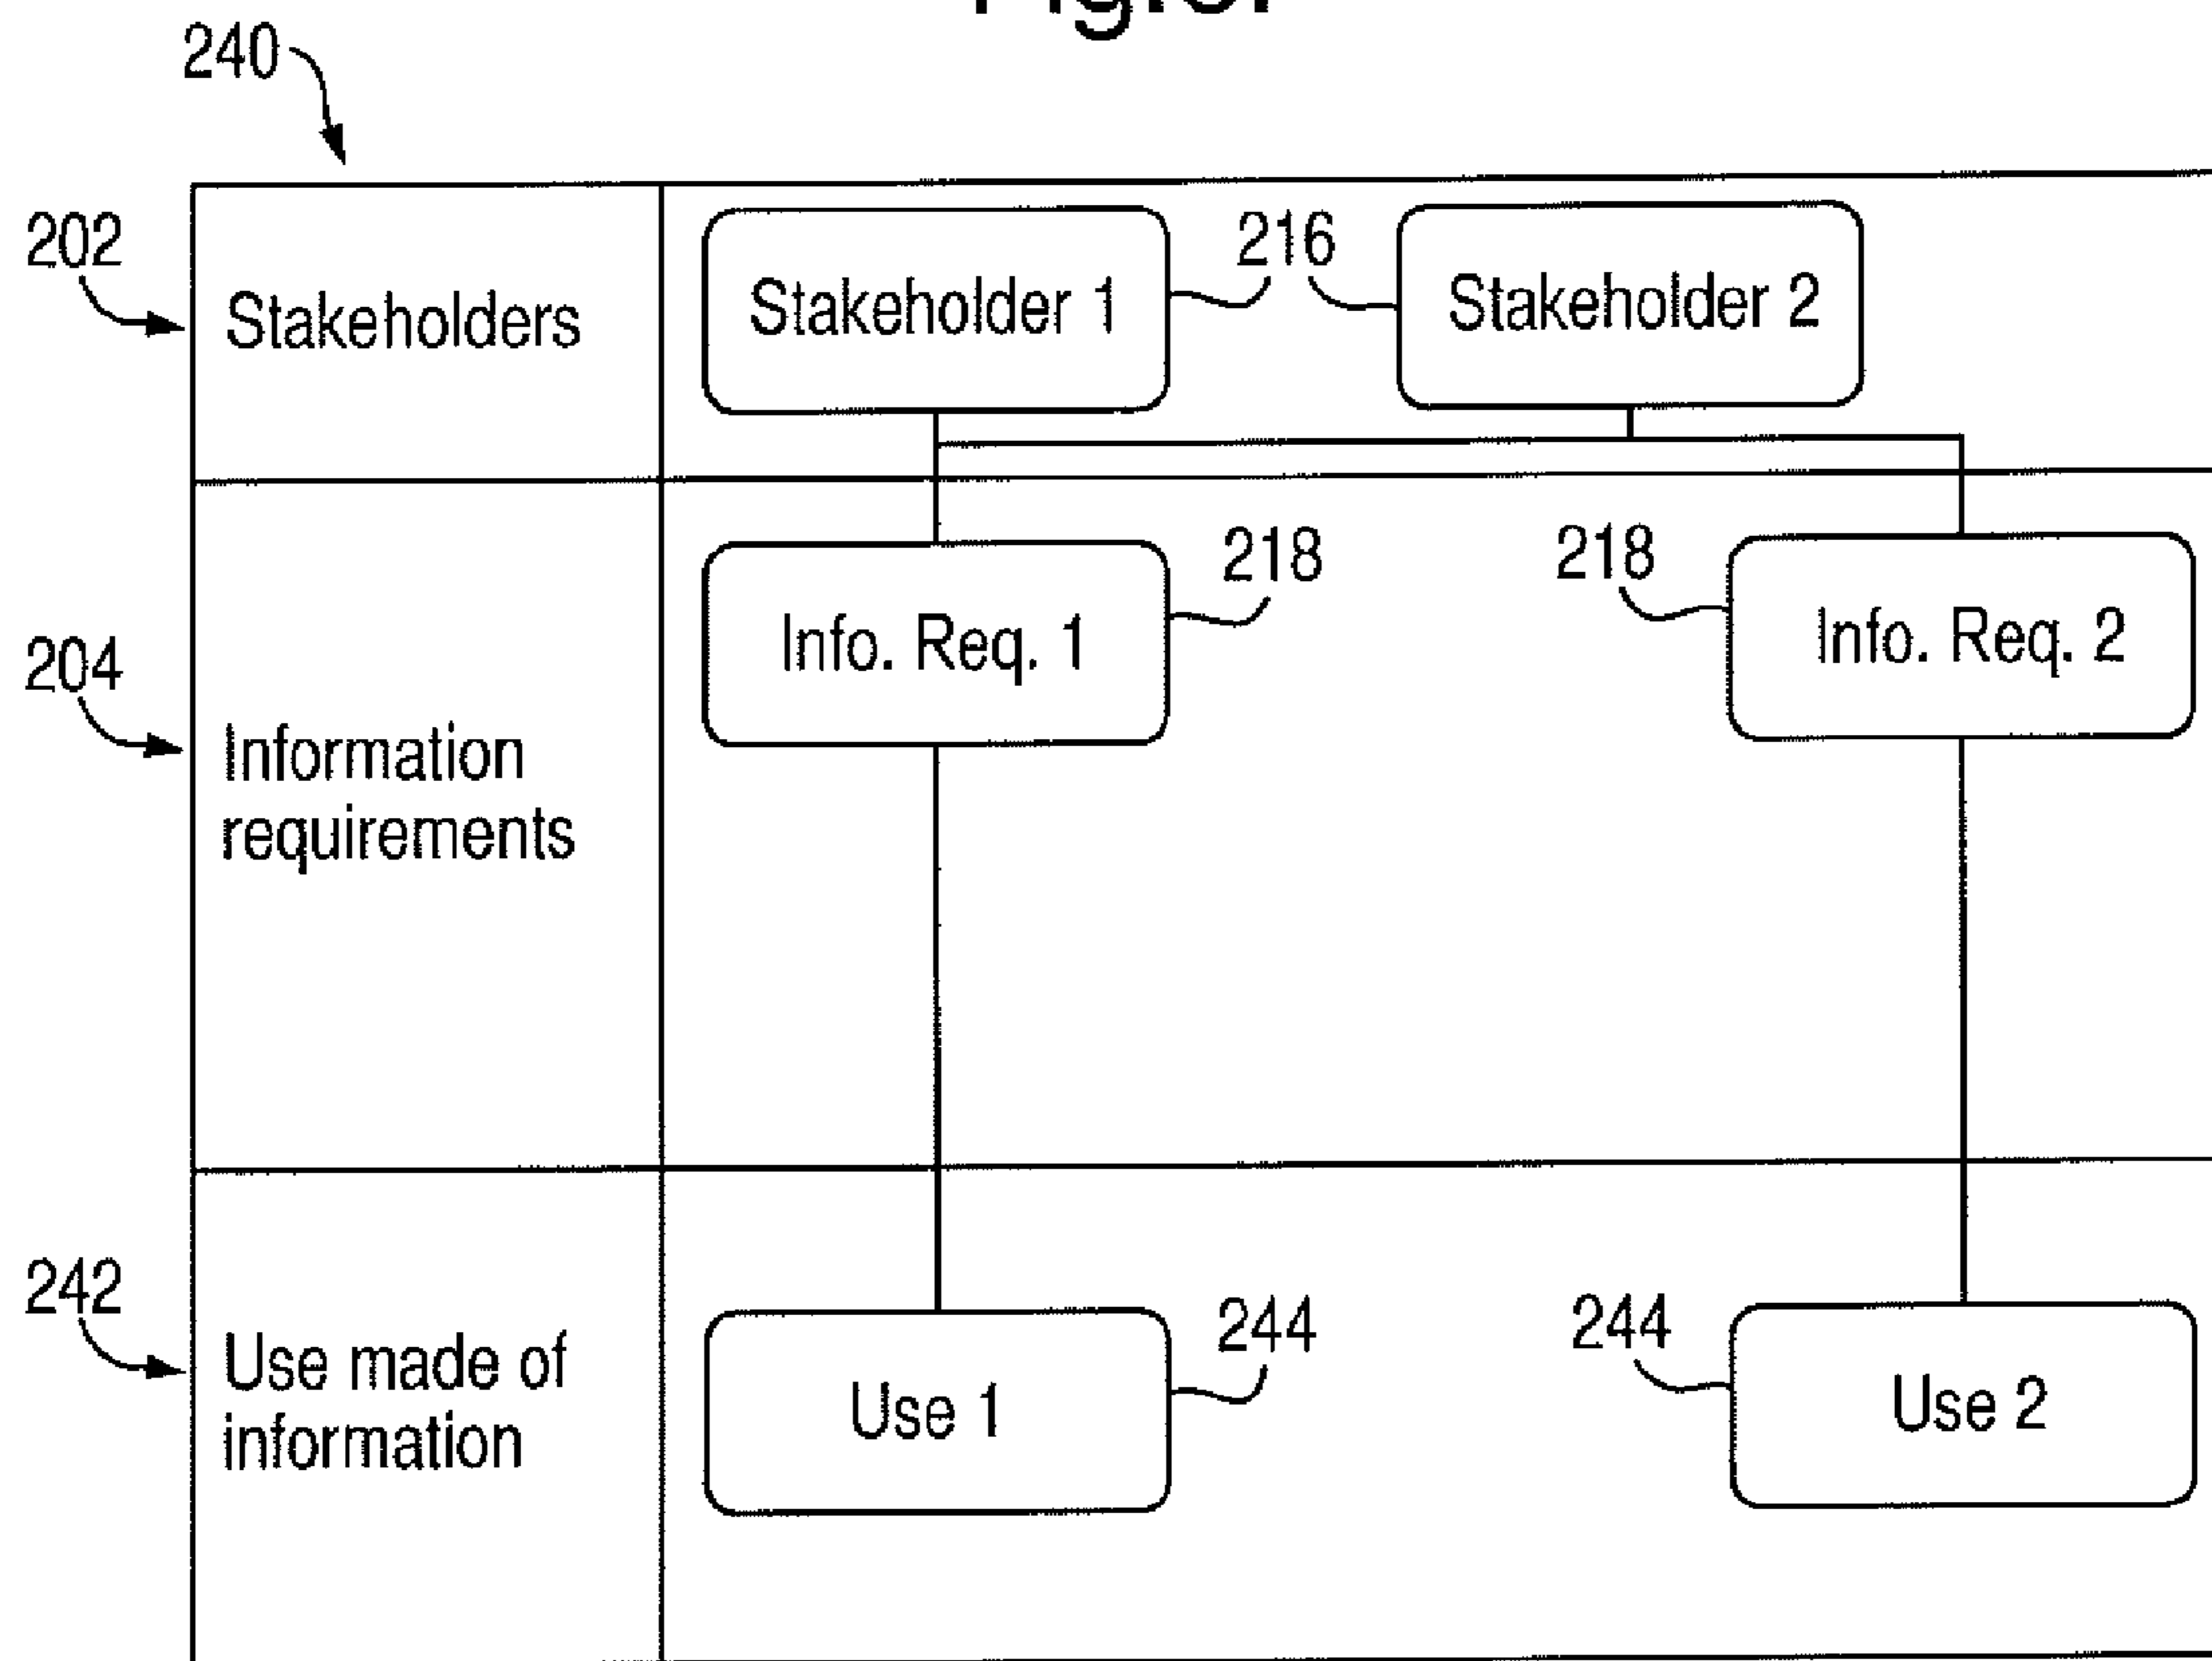 240
202
Stakeholders
Stakeholder 1
216
Stakeholder 2
204
Information
requirements
Info. Req. 1
218
218
Info. Req. 2
242
Use made of
information
Use 1
244
244
Use 2